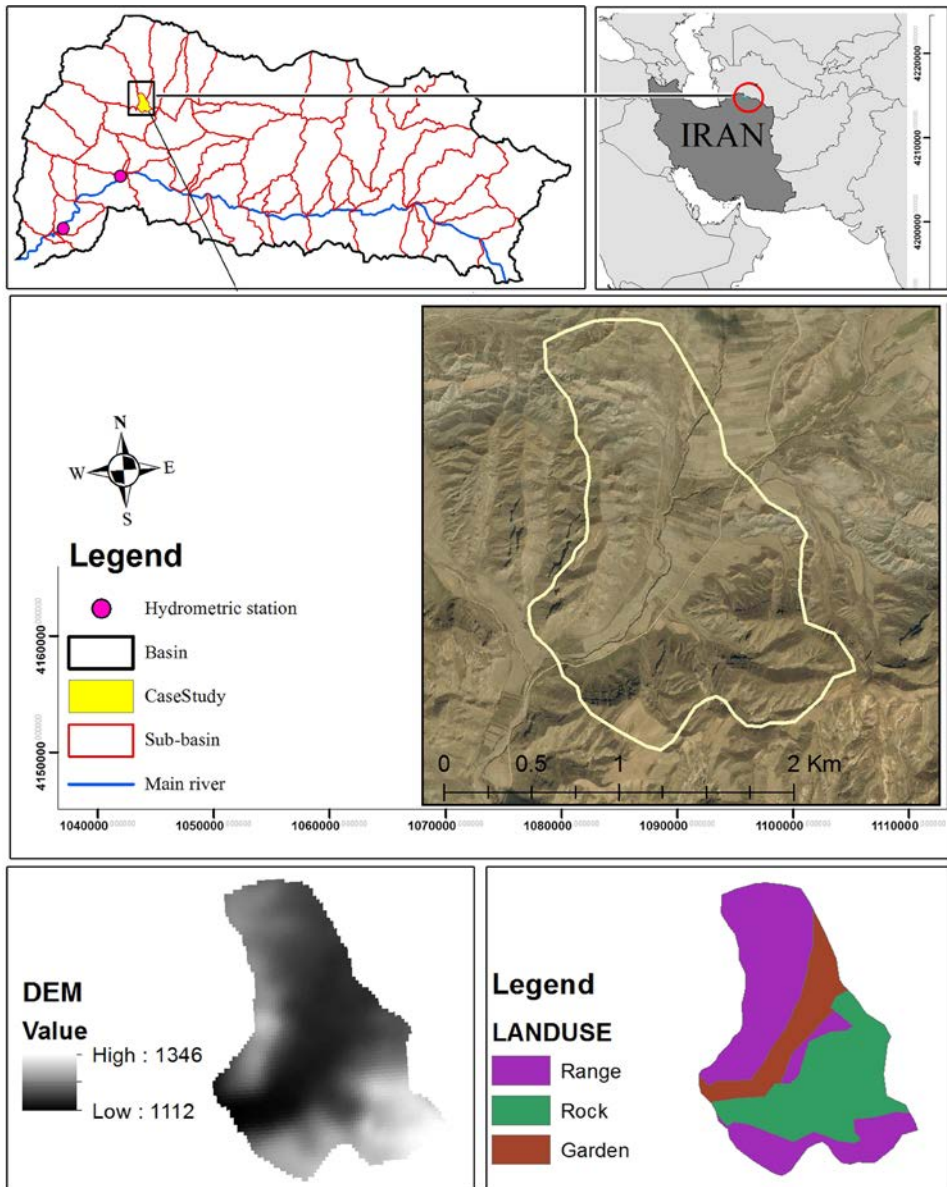 IRAN
4220000
4210000
4200000
N
W
E
S
Legend
Hydrometric station
Basin
CaseStudy
Sub-basin
Main river
4160000
4150000
0 0.5 1 2 Km
1040000 1050000 1060000 1070000 1080000 1090000 1100000 1110000
DEM
Value
High : 1346
Low : 1112
Legend
LANDUSE
Range
Rock
Garden